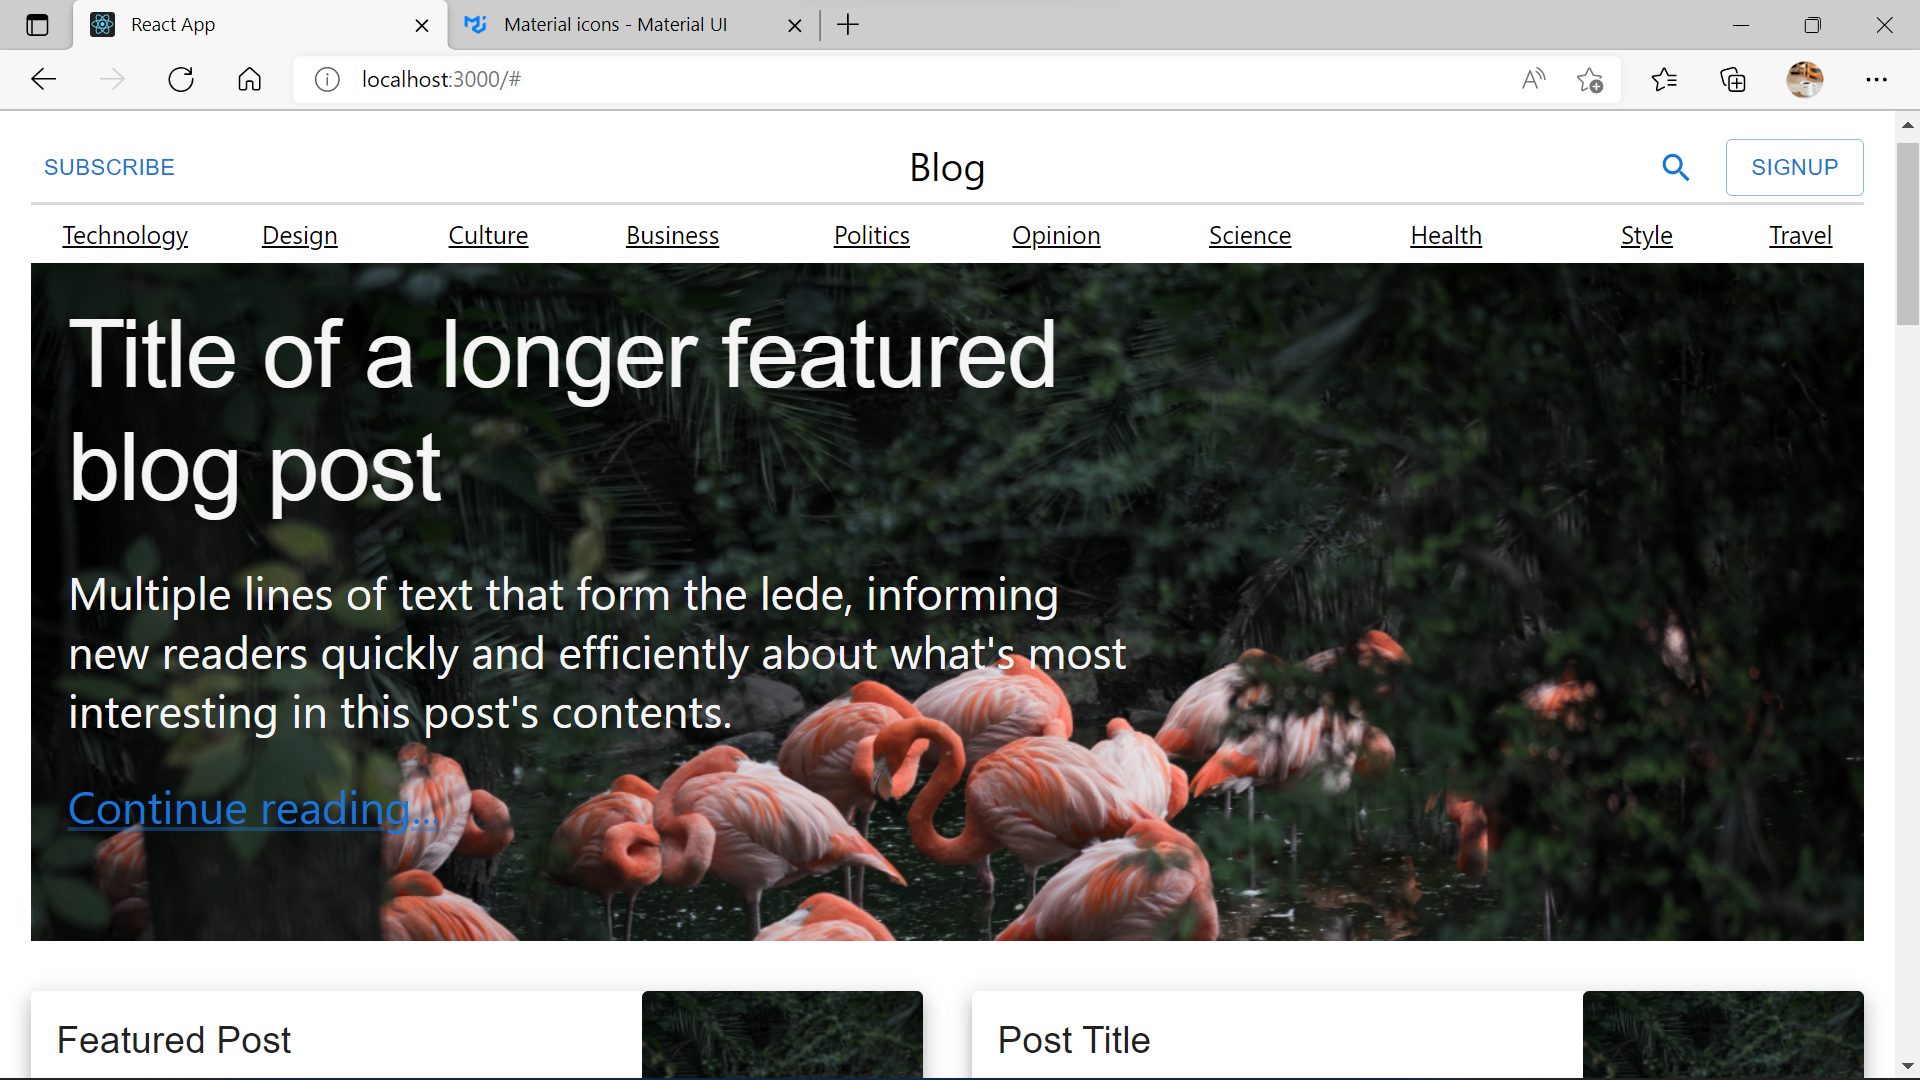 React App
Material icons - Material UI
localhost:3000/#
SUBSCRIBE
Blog
SIGNUP
Technology Design Culture Business Politics Opinion Science Health Style Travel
Title of a longer featured
blog post
Multiple lines of text that form the lede, informing
new readers quickly and efficiently about what's most
interesting in this post's contents.
Continue reading...
Featured Post
Post Title